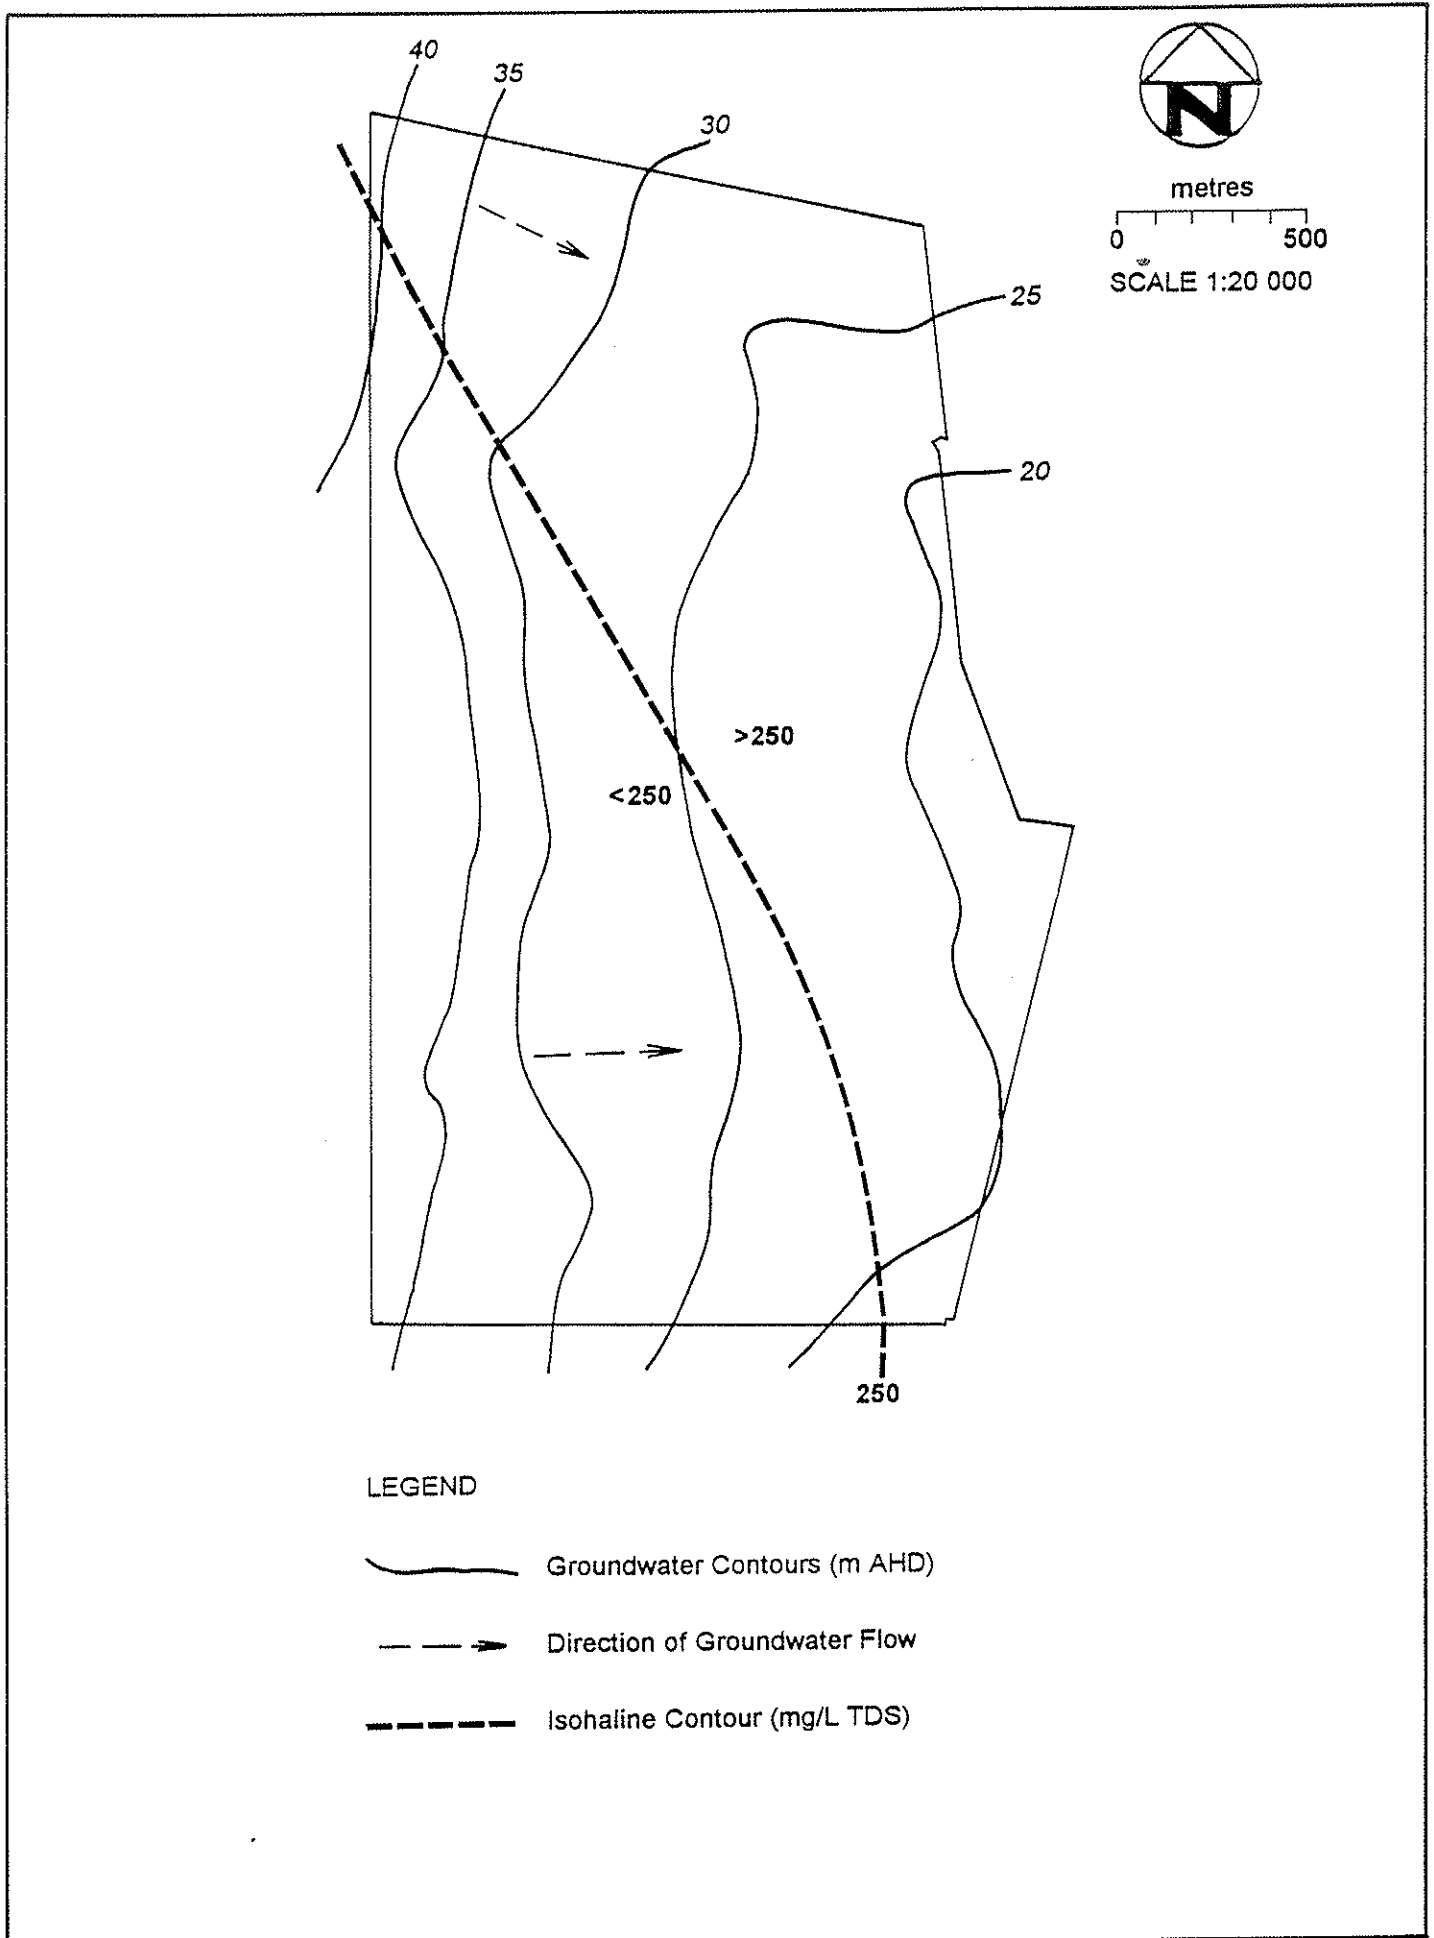 40
35
30
N
metres
0 500
SCALE 1:20 000
25
20
>250
<250
250
LEGEND
Groundwater Contours (m AHD)
Direction of Groundwater Flow
Isohaline Contour (mg/L TDS)